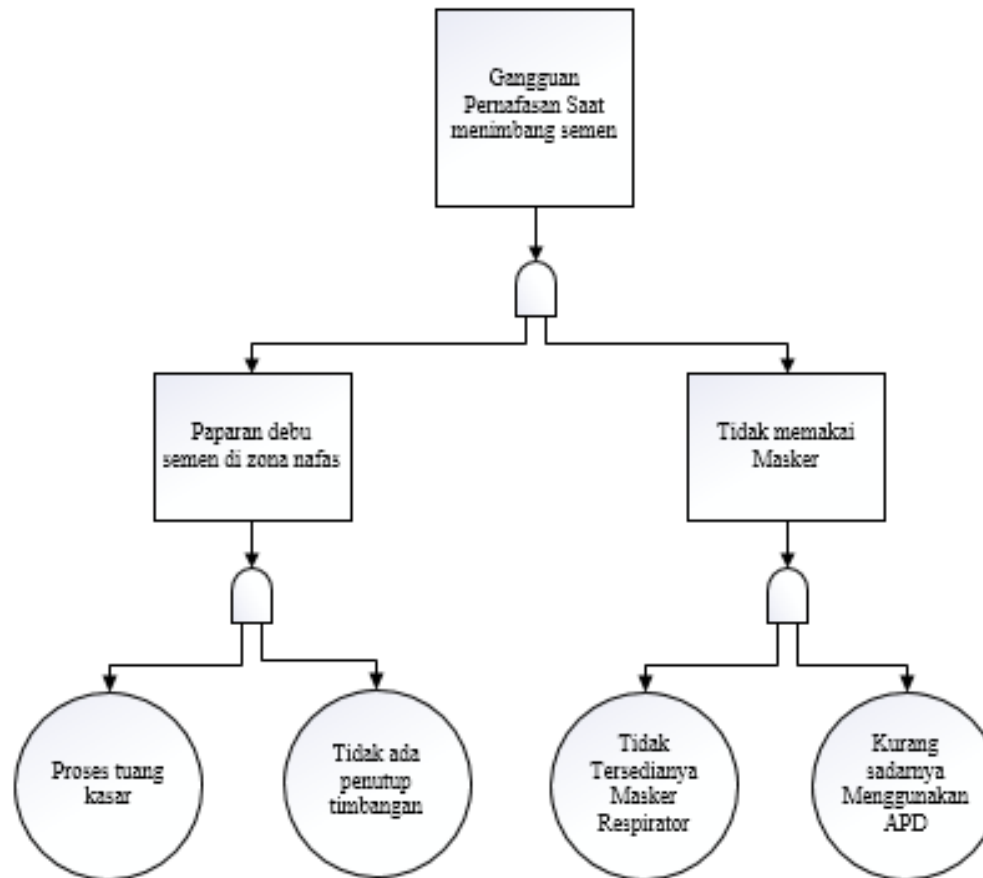 Gangguan
Pernafasan Saat
menimbang semen
Paparan debu
semen di zona nafas
Tidak memakai
Masker
Proses tuang
kasar
Tidak ada
penutup
timbangan
Tidak
Tersedianya
Masker
Respirator
Kurang
sadarnya
Menggunakan
APD